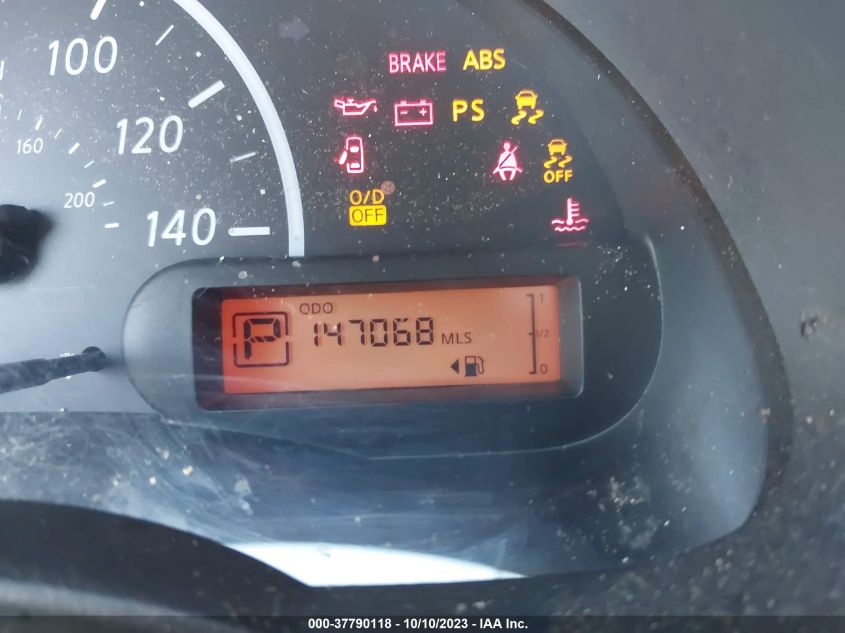 100
BRAKE ABS
120
160
PS
200
OFF
O/D
OFF
140
ODO
P
147068 MLS
1
1/2
0
000-37790118 - 10/10/2023 - IAA Inc.